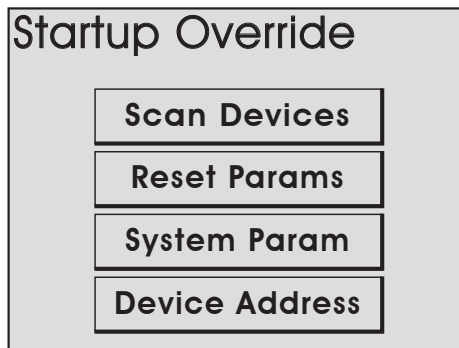 Startup Override
Scan Devices
Reset Params
System Param
Device Address